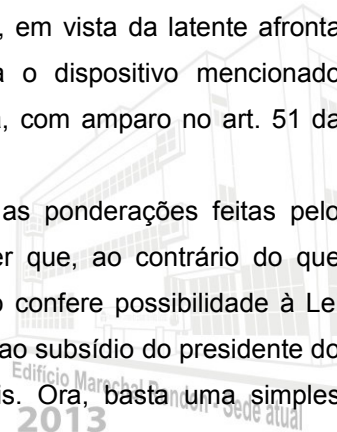 , em vista da latente afronta
a o dispositivo mencionado
a, com amparo no art. 51 da
as ponderações feitas pelo
er que, ao contrário do que
o confere possibilidade à Le
ao subsídio do presidente do
Edifício Marechal Rondon - Sede atual
is. Ora, basta uma simples
2013